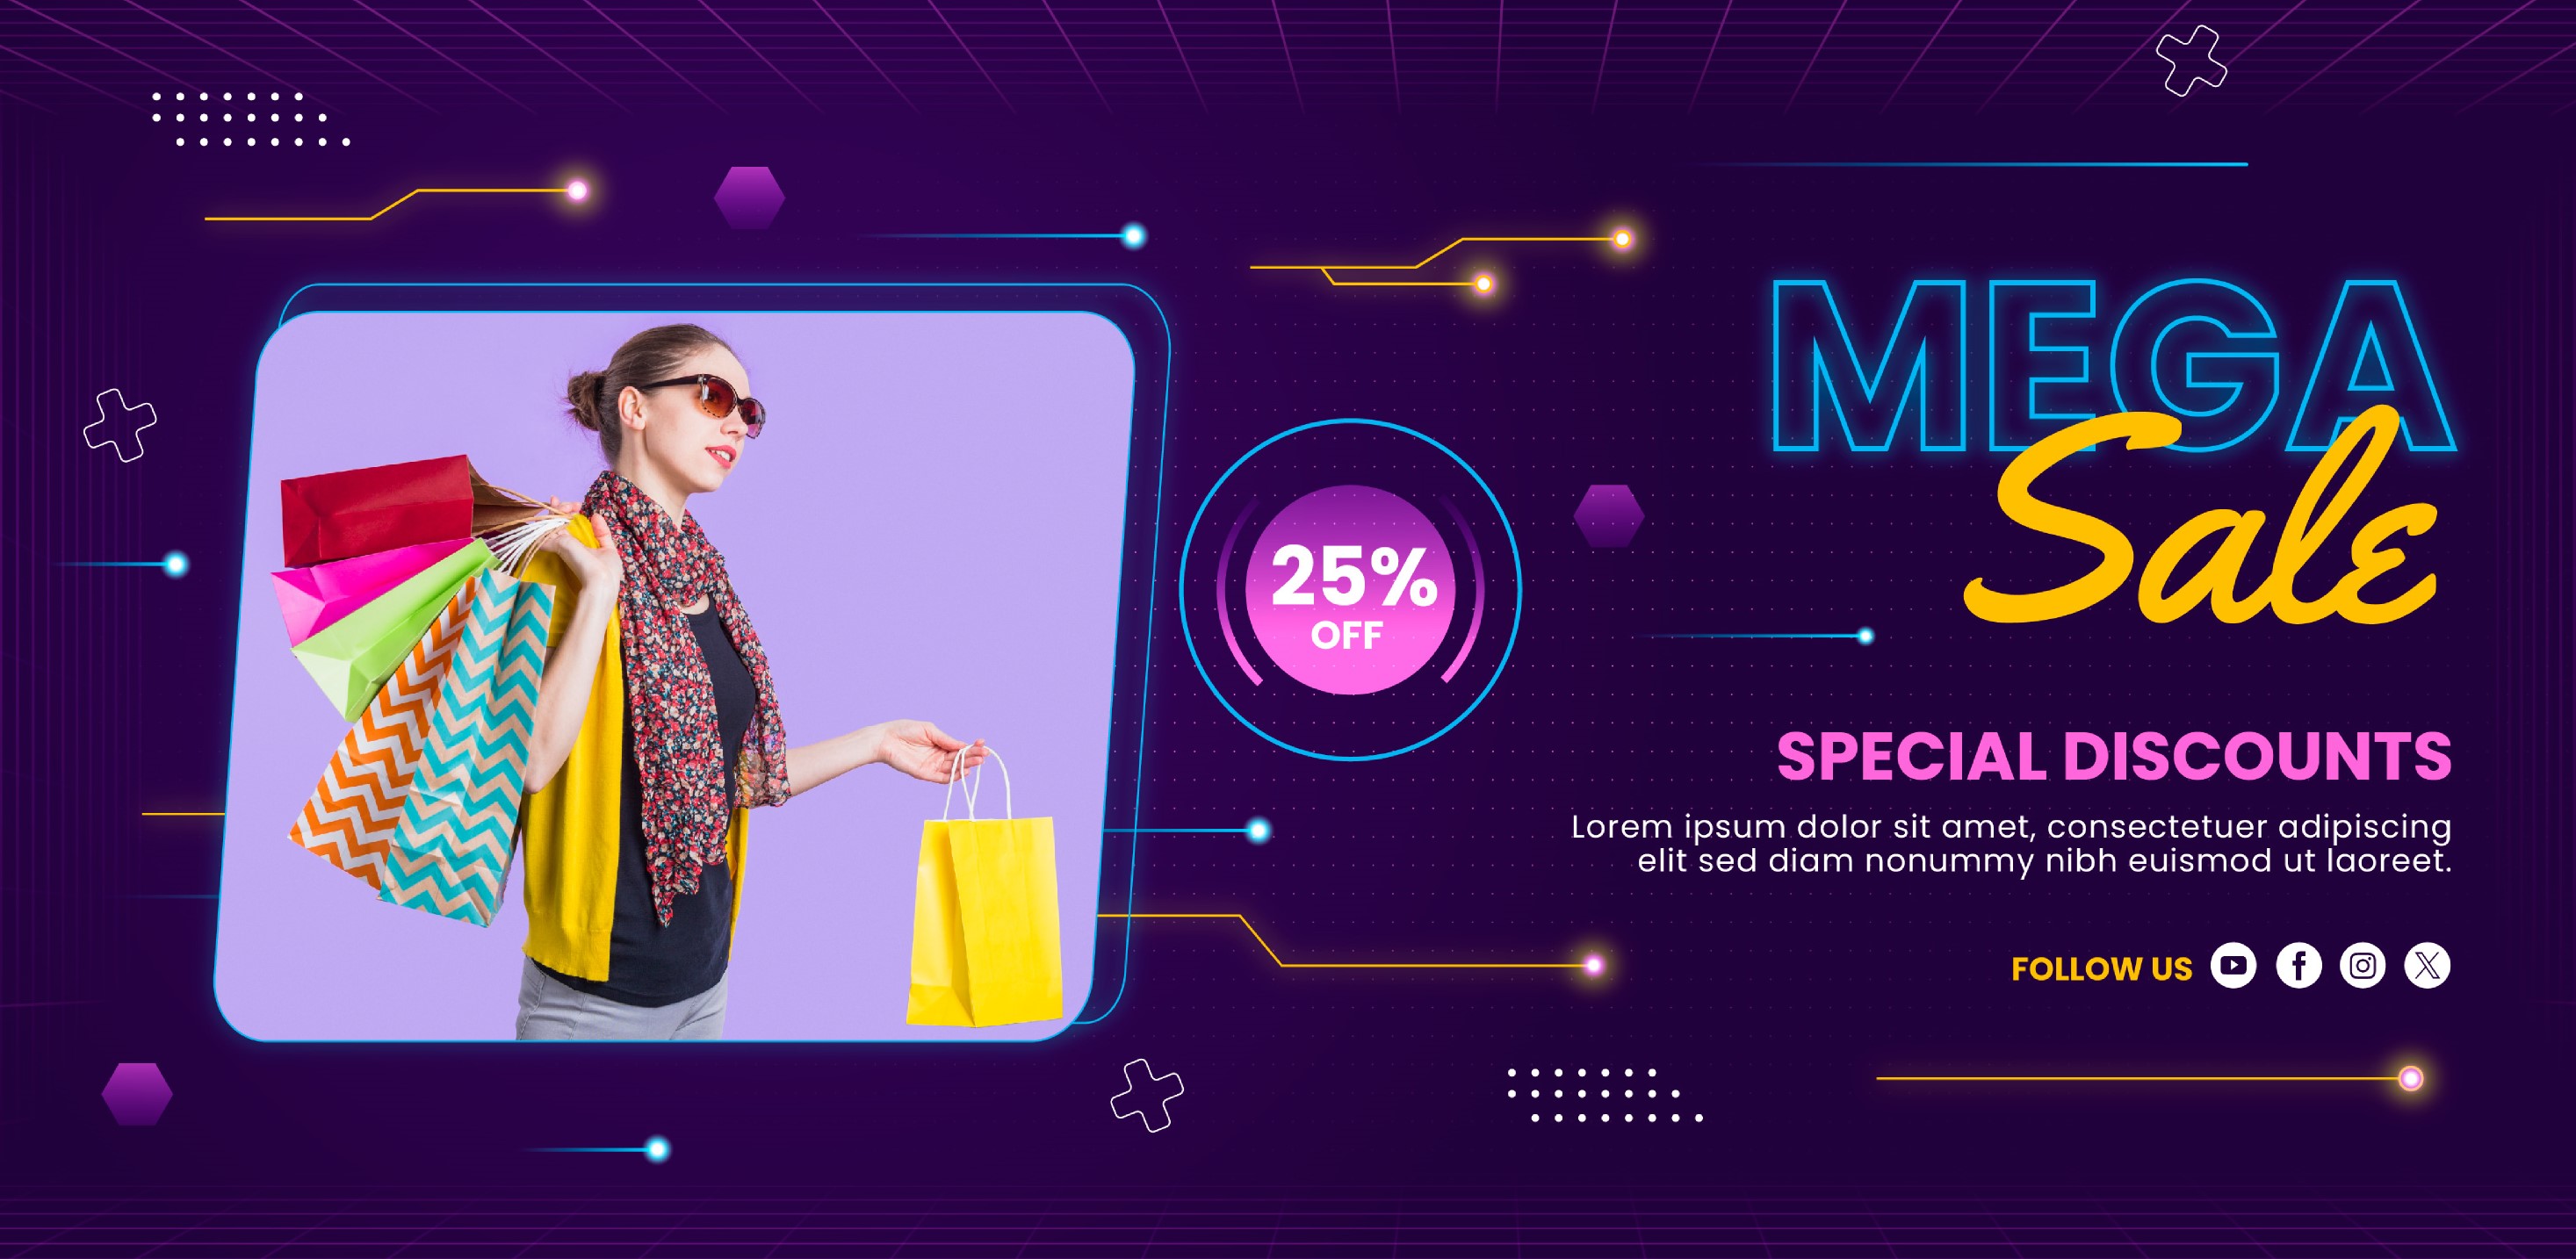 MEGA
Sale
25%
OFF
SPECIAL DISCOUNTS
Lorem ipsum dolor sit amet, consectetuer adipiscing
elit sed diam nonummy nibh euismod ut laoreet.
FOLLOW US